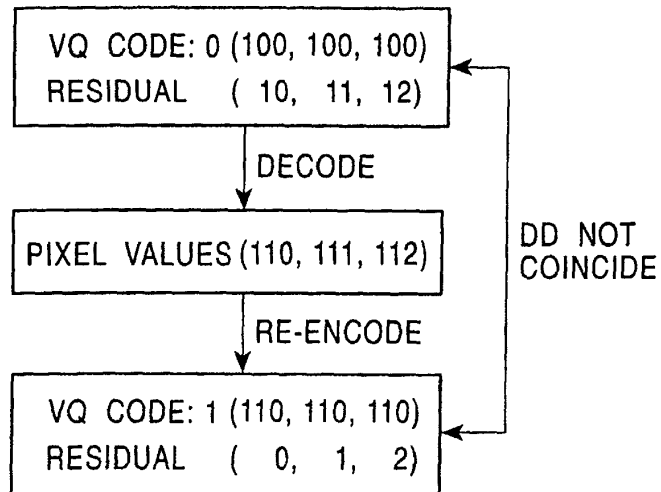 VQ CODE: 0 (100, 100, 100)
RESIDUAL ( 10, 11, 12)
DECODE
PIXEL VALUES (110, 111, 112)
DD NOT
COINCIDE
RE-ENCODE
VQ CODE: 1 (110, 110, 110)
RESIDUAL ( 0, 1, 2)